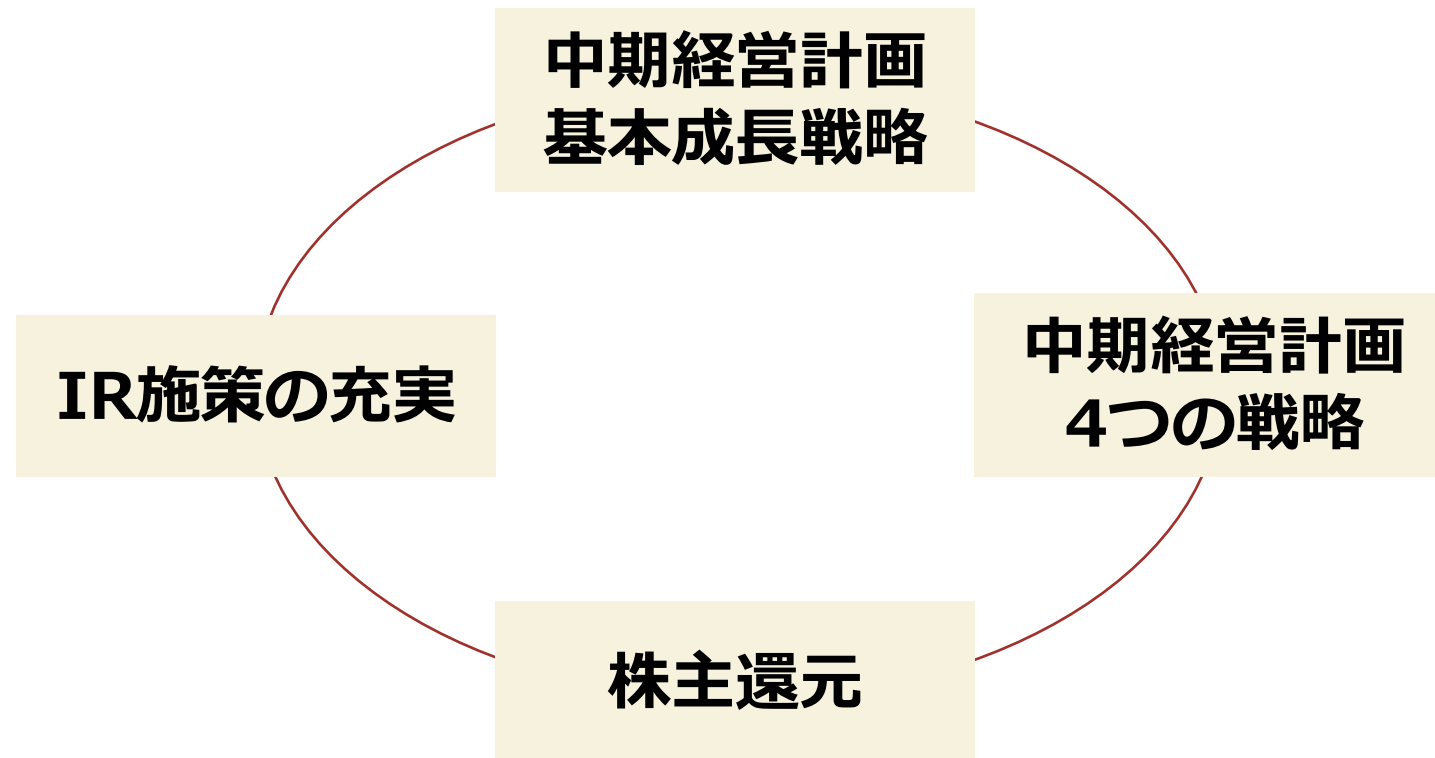 中期経営計画
基本成長戦略
中期経営計画
4つの戦略
IR施策の充実
株主還元